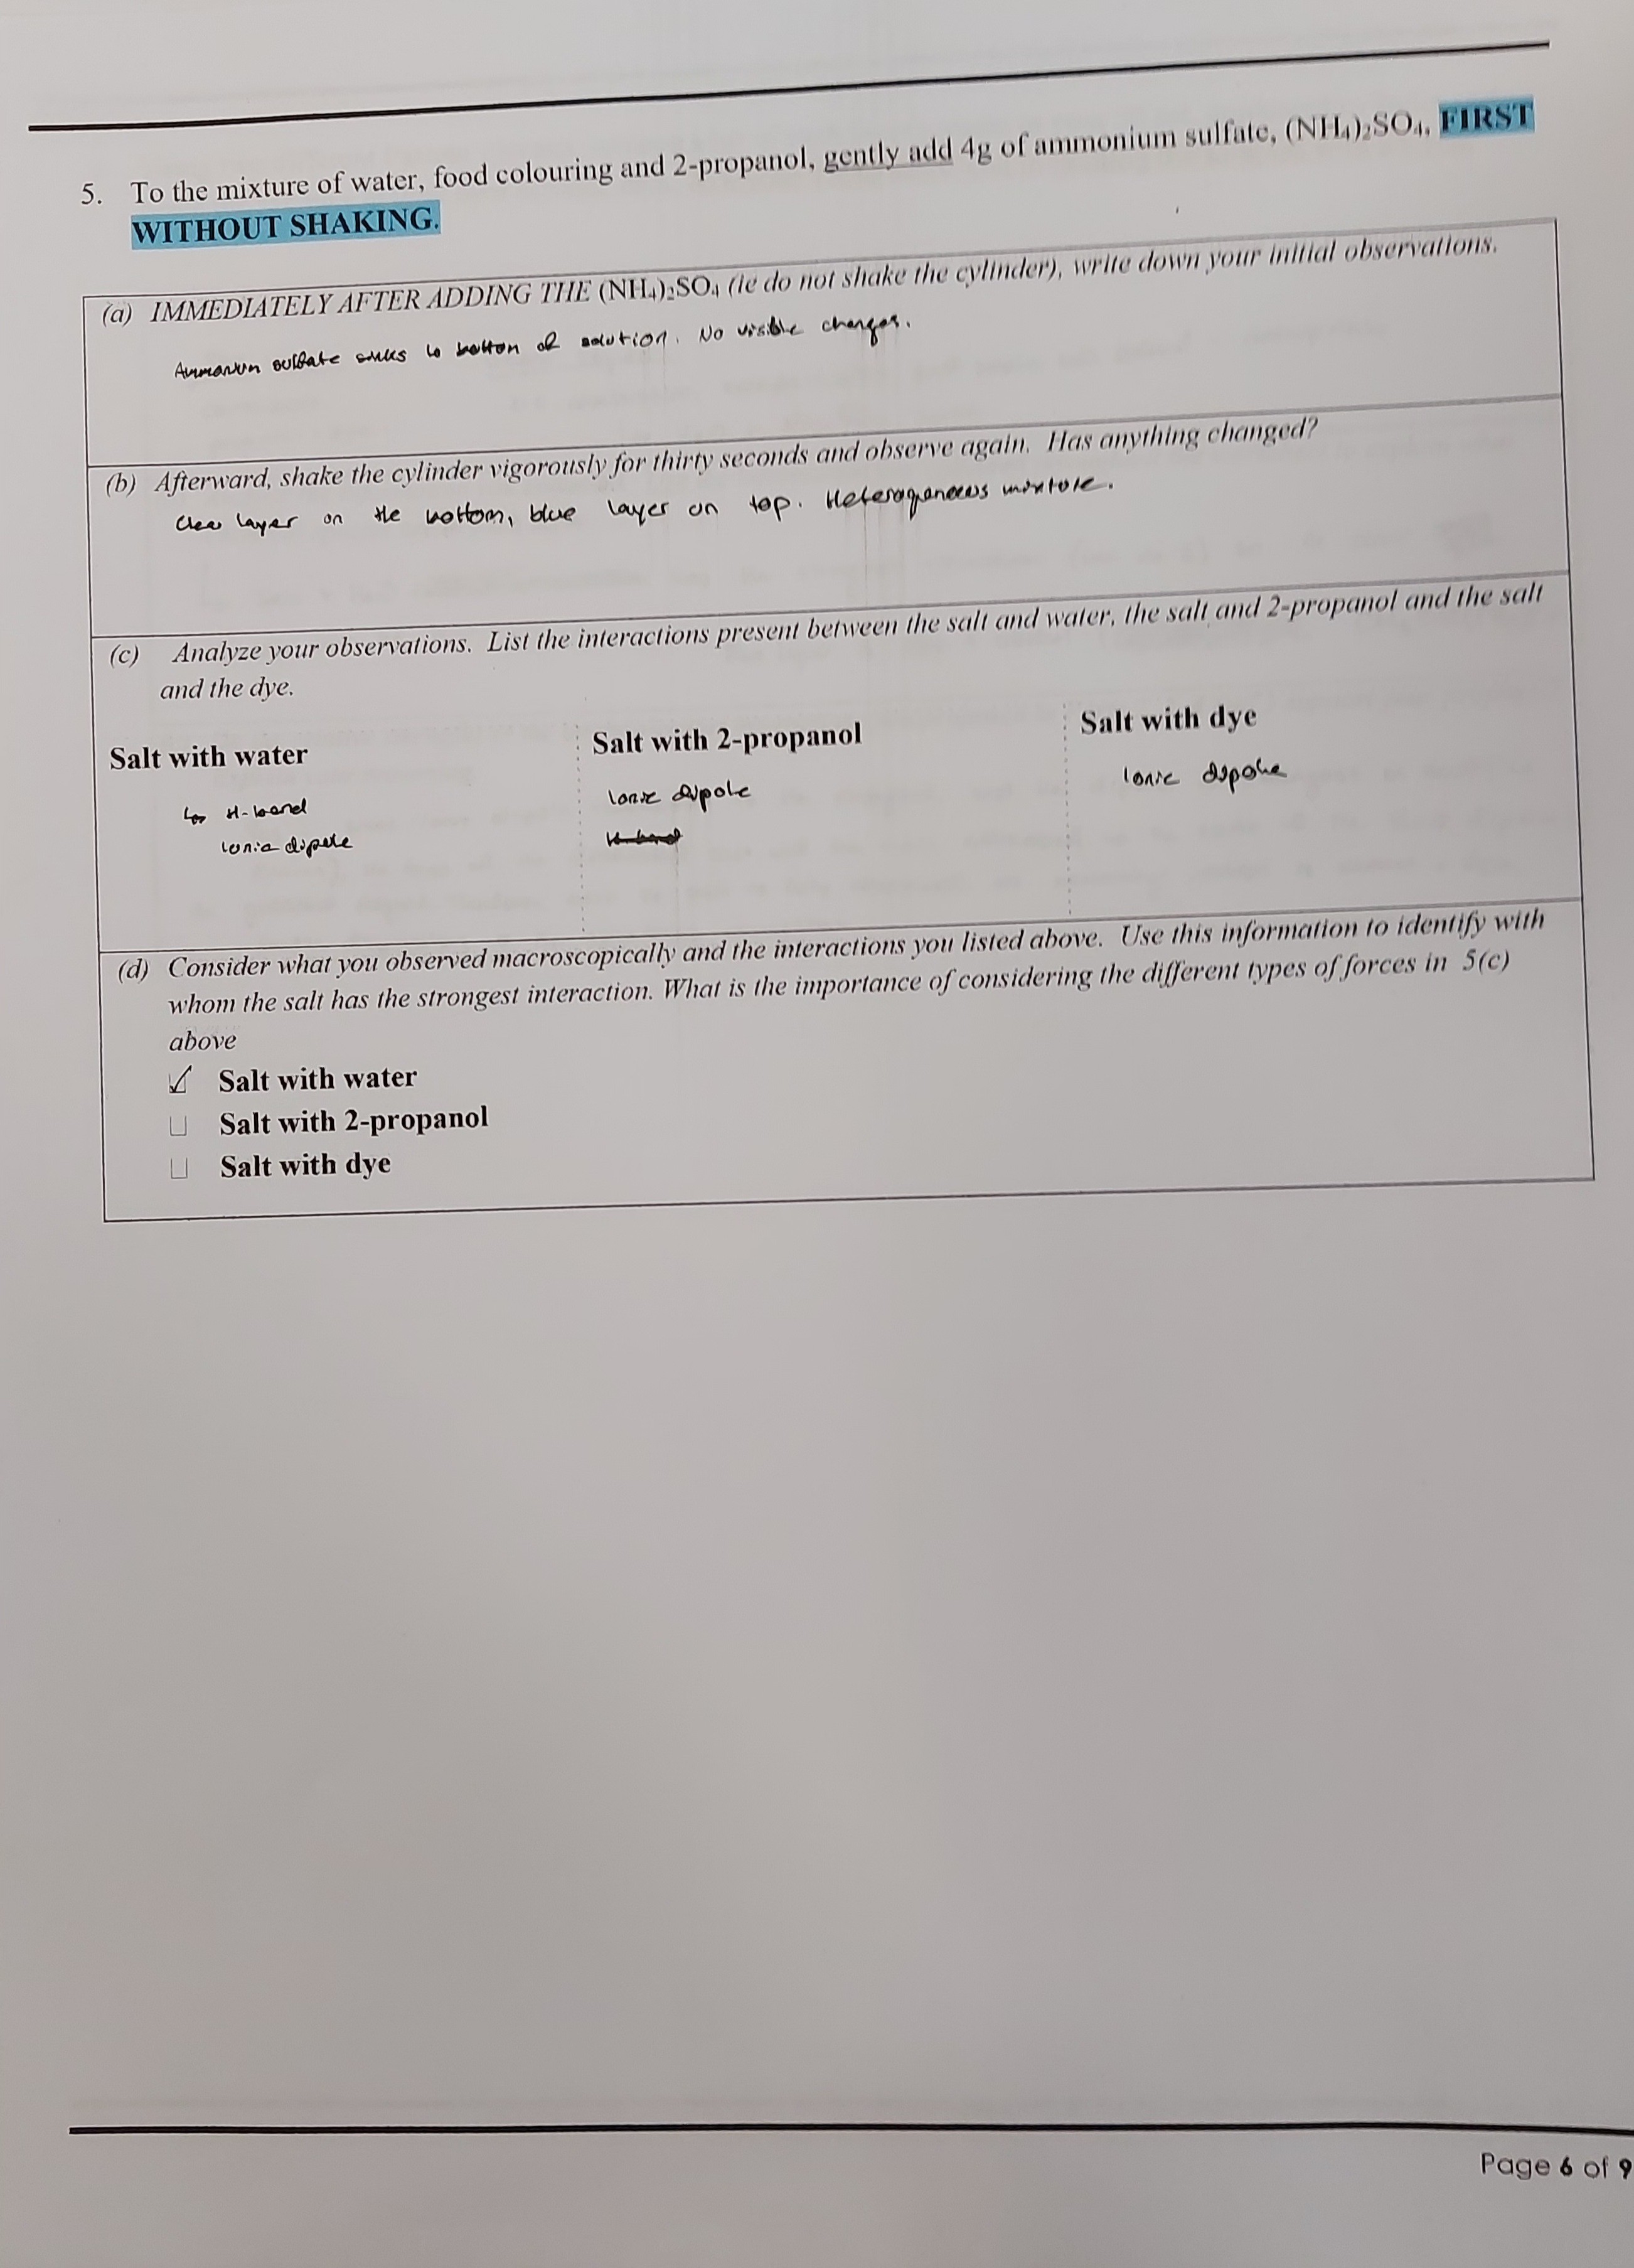 5. To the mixture of water, food colouring and 2-propanol, gently add 4g of ammonium sulfate, (NH₄)₂SO₄, FIRST
WITHOUT SHAKING.
(a) IMMEDIATELY AFTER ADDING THE (NH₄)₂SO₄ (ie do not shake the cylinder), write down your initial observations.
Ammonium sulfate sinks to bottom of solution. No visible changes.
(b) Afterward, shake the cylinder vigorously for thirty seconds and observe again. Has anything changed?
Clear layer on the bottom, blue layer on top. Heterogeneous mixture.
(c) Analyze your observations. List the interactions present between the salt and water, the salt and 2-propanol and the salt
and the dye.
Salt with water
H-bond
ionic dipole
Salt with 2-propanol
Ionic dipole
Salt with dye
Ionic dipole
(d) Consider what you observed macroscopically and the interactions you listed above. Use this information to identify with
whom the salt has the strongest interaction. What is the importance of considering the different types of forces in 5(c)
above
Salt with water
Salt with 2-propanol
Salt with dye
Page 6 of 9